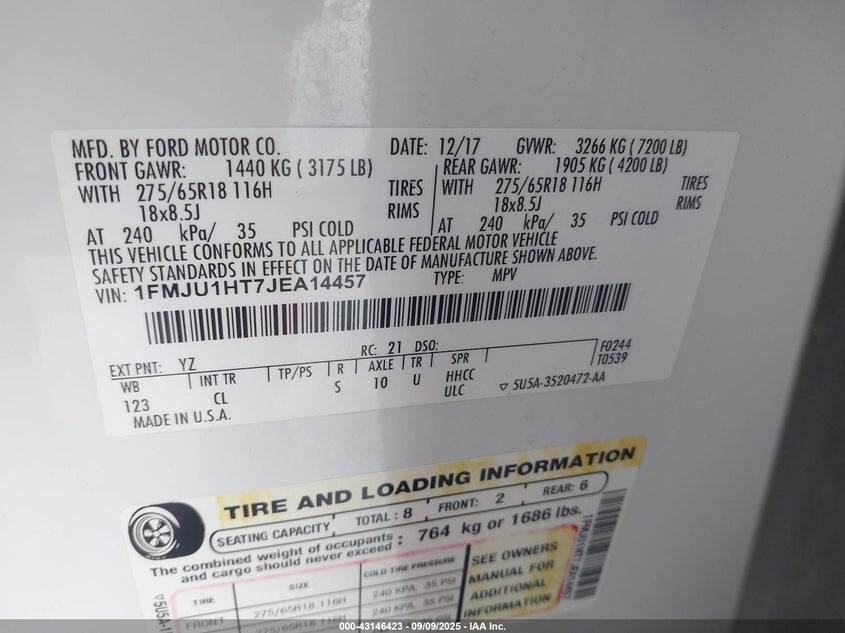 MFD. BY FORD MOTOR CO. DATE: 12/17 GVWR: 3266 KG ( 7200 LB)
FRONT GAWR: 1440 KG ( 3175 LB) REAR GAWR: 1905 KG ( 4200 LB)
WITH 275/65R18 116H TIRES WITH 275/65R18 116H TIRES
18x8.5J RIMS 18x8.5J RIMS
AT 240 kPa/ 35 PSI COLD AT 240 kPa/ 35 PSI COLD
THIS VEHICLE CONFORMS TO ALL APPLICABLE FEDERAL MOTOR VEHICLE
SAFETY STANDARDS IN EFFECT ON THE DATE OF MANUFACTURE SHOWN ABOVE.
VIN: 1FMJU1HT7JEA14457 TYPE: MPV
EXT PNT: YZ RC: 21 DSO: F0244
T0539
WB INT TR TP/PS R AXLE TR SPR
123 CL S 10 U HHCC
ULC
5U5A-3520472-AA
MADE IN U.S.A.
TIRE AND LOADING INFORMATION
SEATING CAPACITY TOTAL: 8 FRONT: 2 REAR: 6
The combined weight of occupants and cargo should never exceed: 764 kg or 1686 lbs.
TIRE SIZE COLD TIRE PRESSURE
FRONT 275/65R18 116H 240 KPA, 35 PSI
275/65R18 116H 240 KPA, 35 PSI
SEE OWNERS
MANUAL FOR
ADDITIONAL
INFORMATION
1FMJU1HT7JEA14457
000-43146423 - 09/09/2025 - IAA Inc.